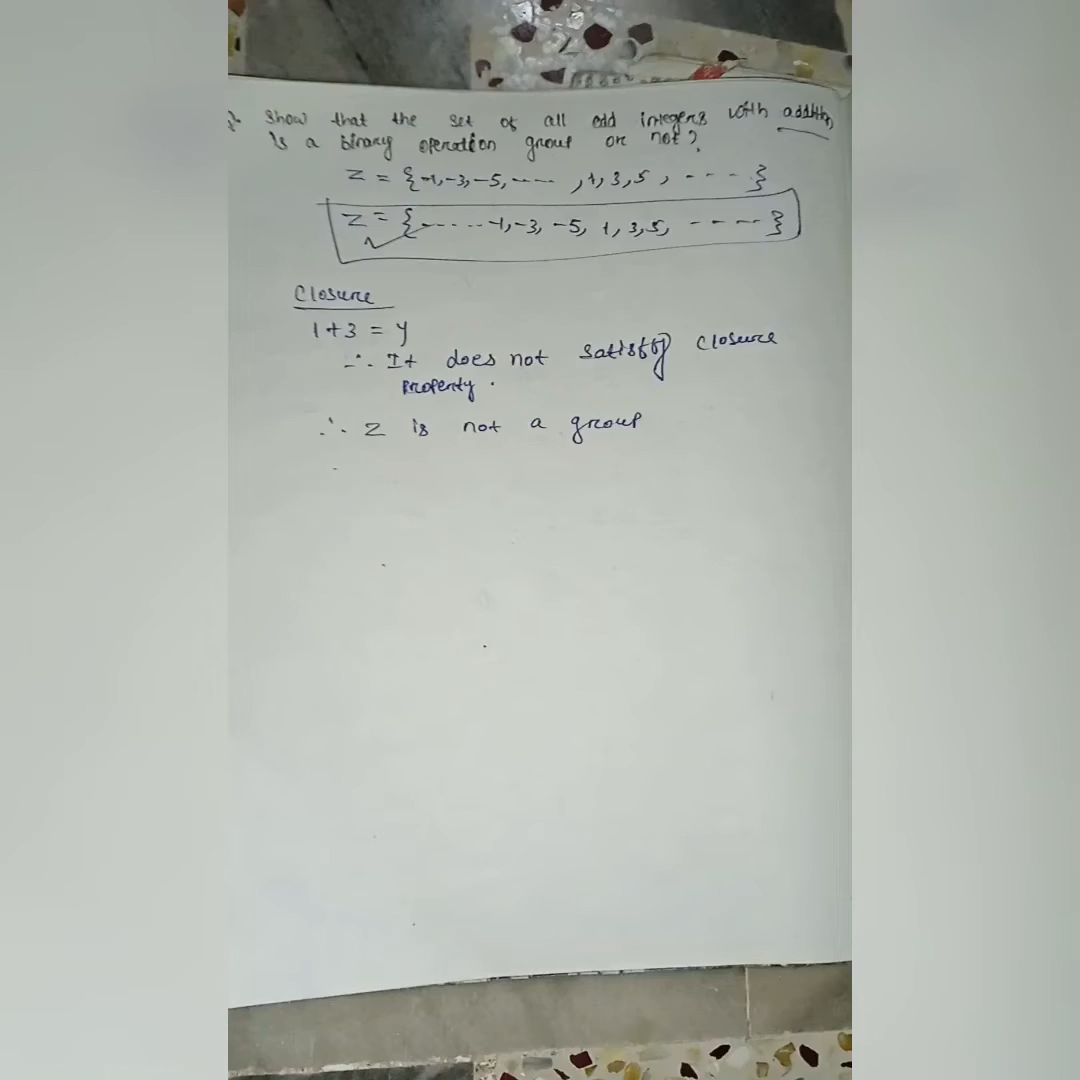 Show that the set of all odd integers with addition
is a binary operation group or not?
Z = {-1, -3, -5, ...... , 1, 3, 5, - - - - }
Z = {- ..... -1, -3, -5, 1, 3, 5, - - - - - }
Closure
1 + 3 = 4
∴ It does not satisfy closure
property.
∴ Z is not a group